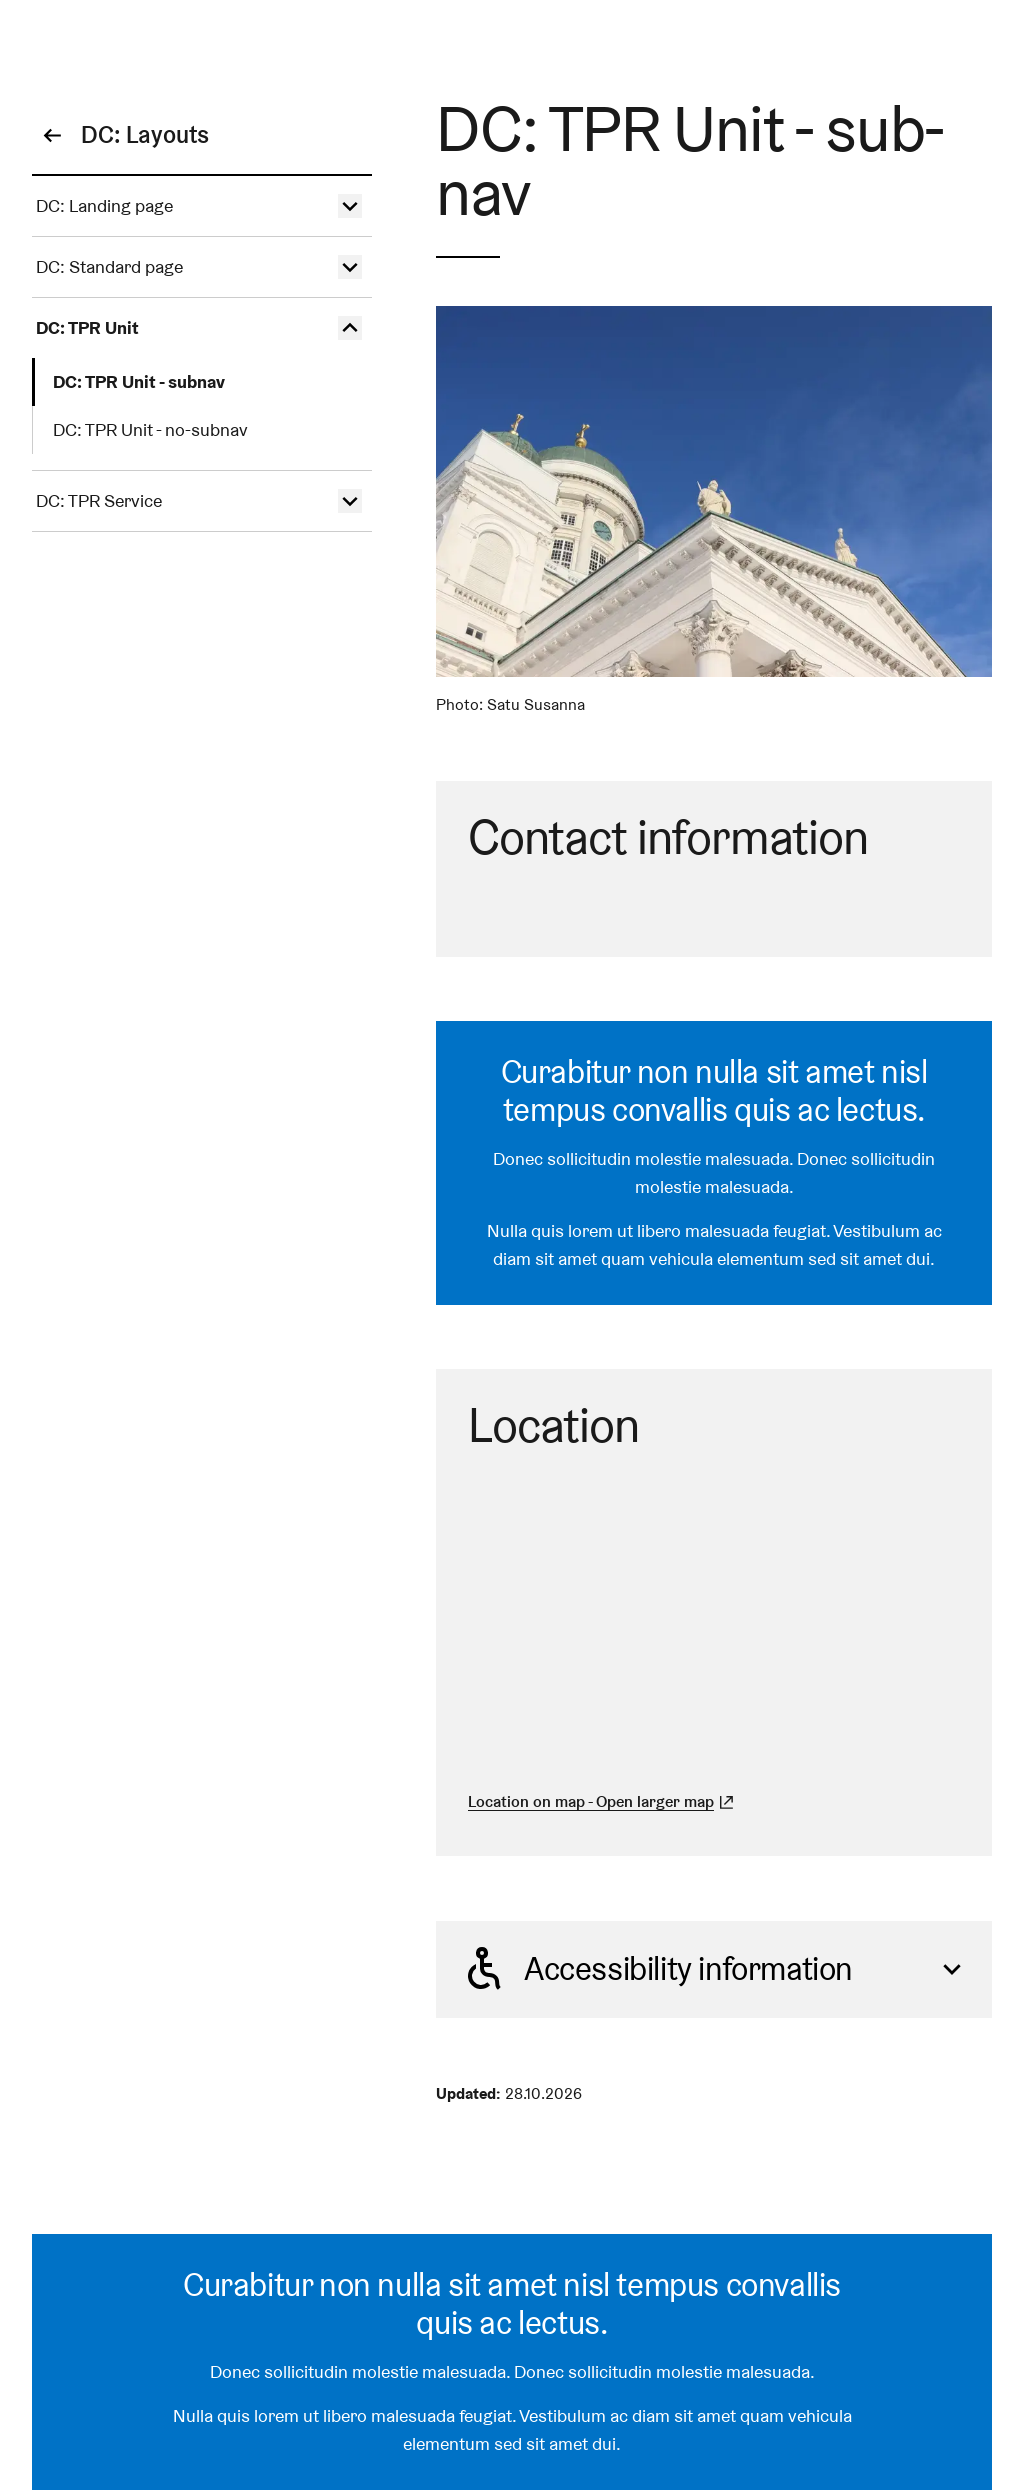 DC: Layouts
DC: Landing page
DC: Standard page
DC: TPR Unit
DC: TPR Unit - subnav
DC: TPR Unit - no-subnav
DC: TPR Service
DC: TPR Unit - sub-
nav
Photo: Satu Susanna
Contact information
Curabitur non nulla sit amet nisl
tempus convallis quis ac lectus.
Donec sollicitudin molestie malesuada. Donec sollicitudin
molestie malesuada.
Nulla quis lorem ut libero malesuada feugiat. Vestibulum ac
diam sit amet quam vehicula elementum sed sit amet dui.
Location
Location on map - Open larger map
Accessibility information
Updated: 28.10.2026
Curabitur non nulla sit amet nisl tempus convallis
quis ac lectus.
Donec sollicitudin molestie malesuada. Donec sollicitudin molestie malesuada.
Nulla quis lorem ut libero malesuada feugiat. Vestibulum ac diam sit amet quam vehicula
elementum sed sit amet dui.